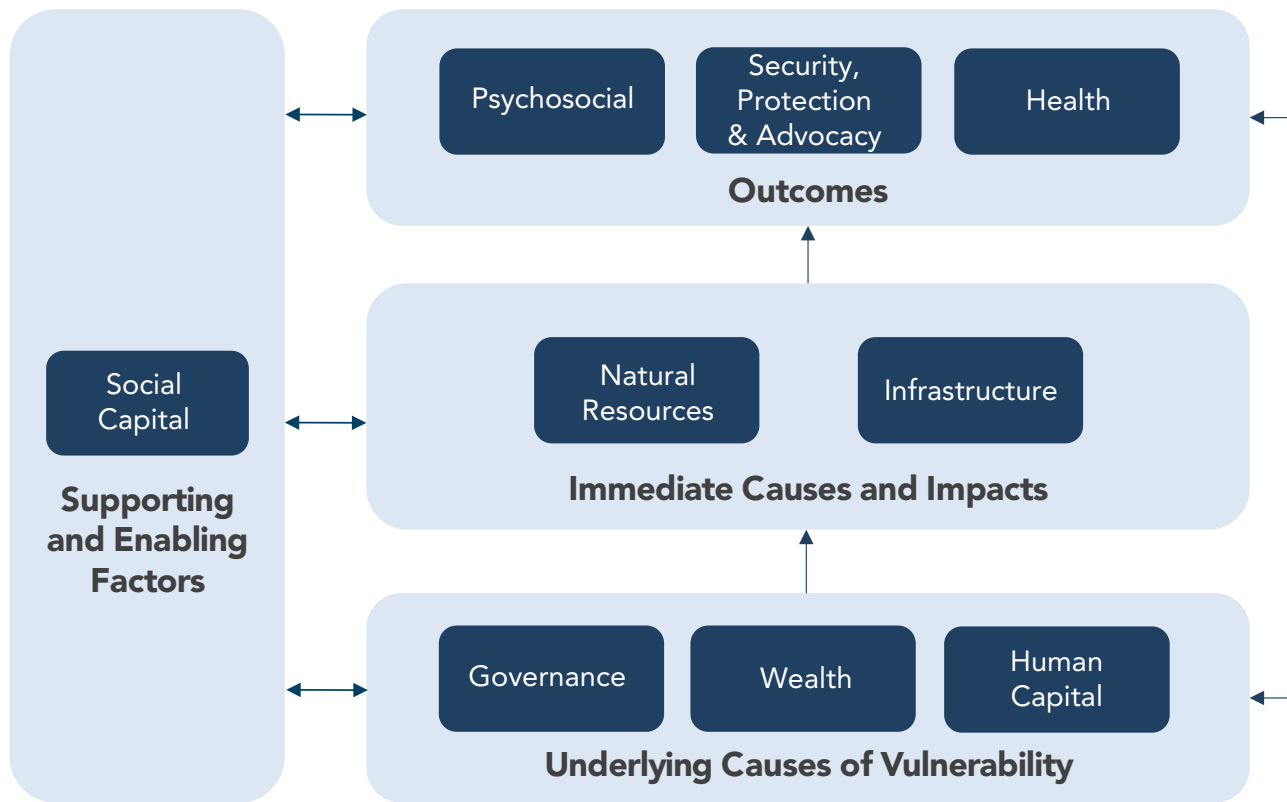 Psychosocial
Security,
Protection
& Advocacy
Health
Outcomes
Social
Capital
Supporting
and Enabling
Factors
Natural
Resources
Infrastructure
Immediate Causes and Impacts
Governance
Wealth
Human
Capital
Underlying Causes of Vulnerability